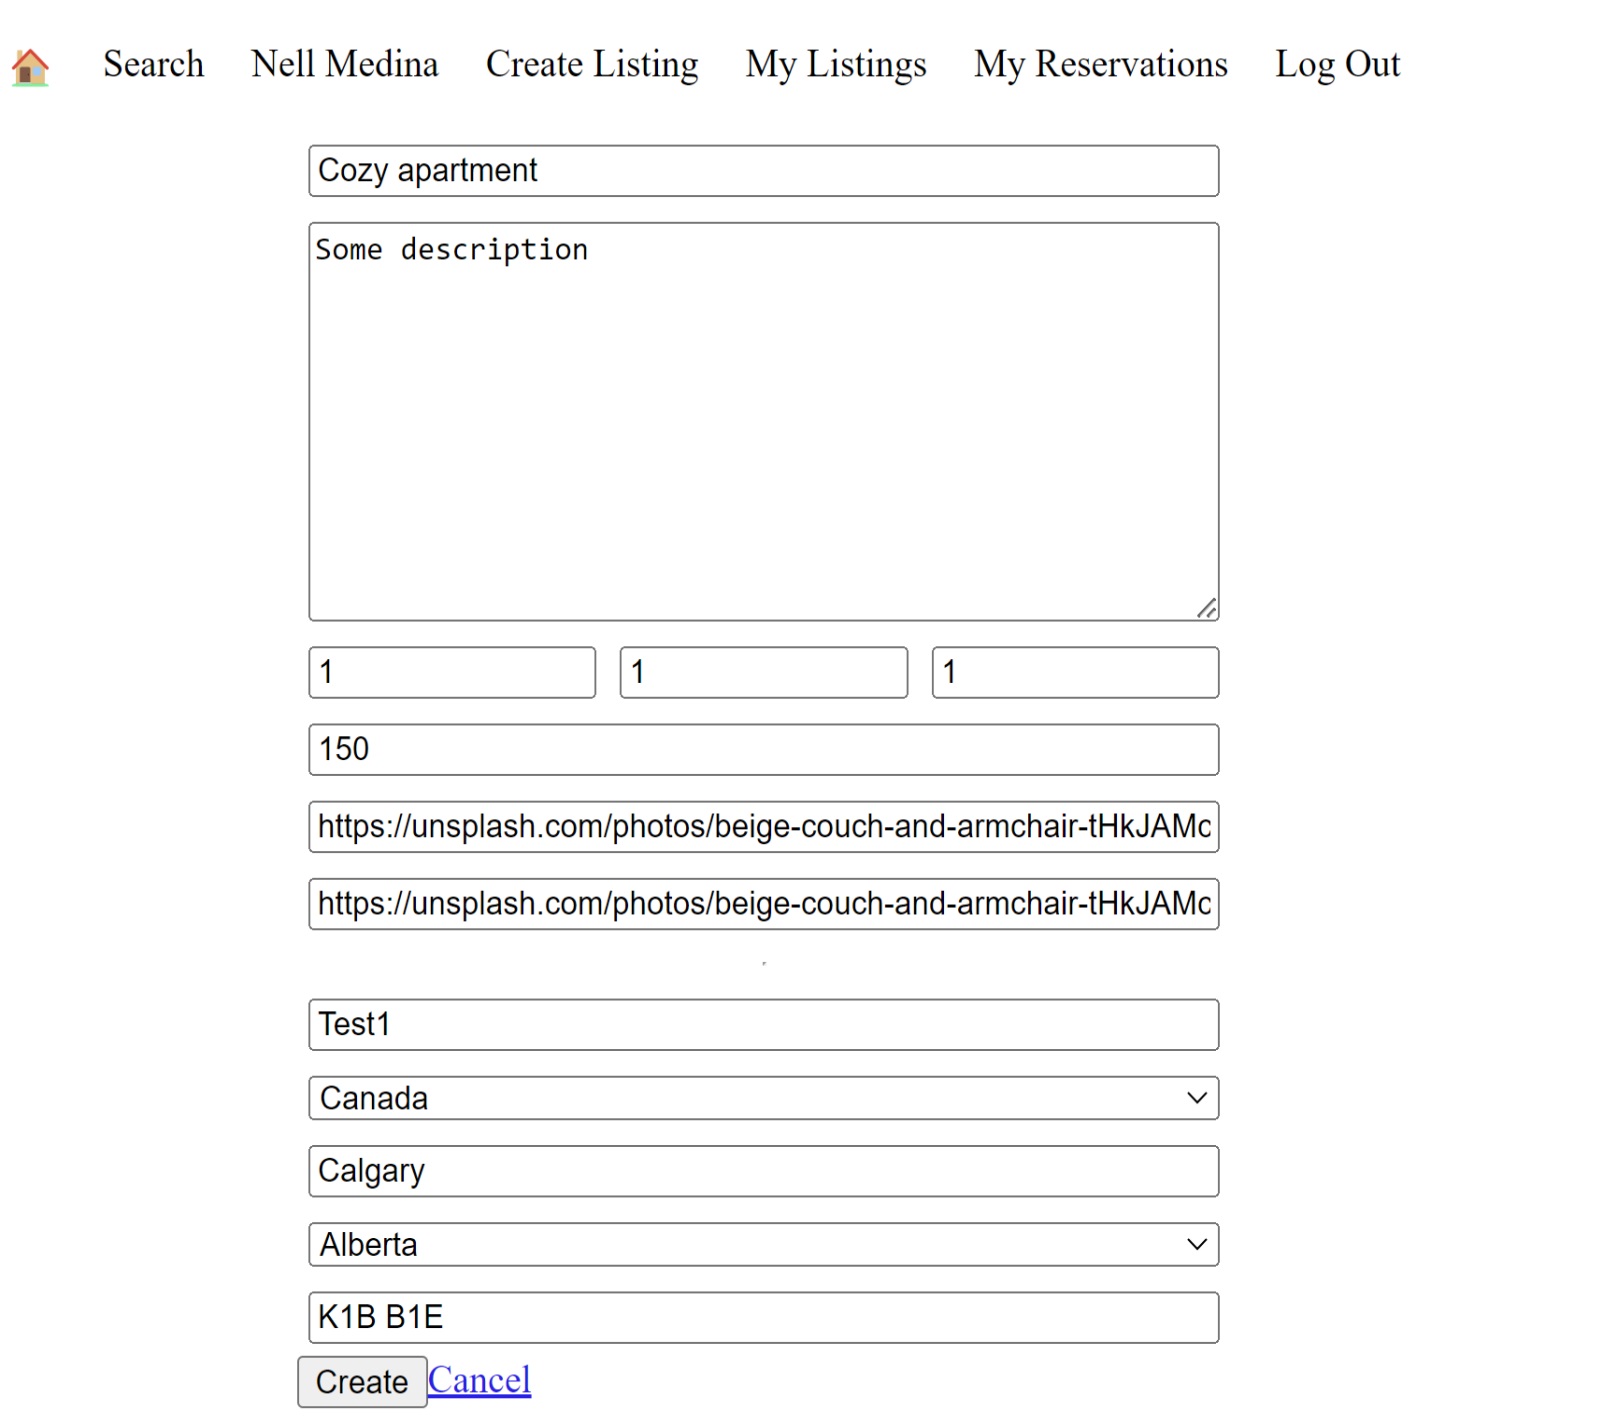 Search Nell Medina Create Listing My Listings My Reservations Log Out
Cozy apartment
Some description
1 1 1
150
https://unsplash.com/photos/beige-couch-and-armchair-tHkJAMc
https://unsplash.com/photos/beige-couch-and-armchair-tHkJAMc
Test1
Canada
Calgary
Alberta
K1B B1E
Create Cancel